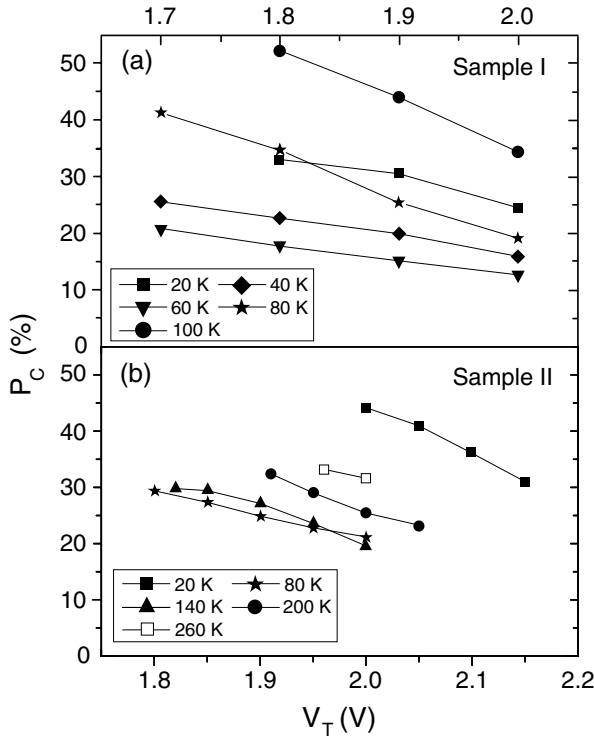 1.7 1.8 1.9 2.0
(a) Sample I
50
40
30
20
10
0
20 K 40 K
60 K 80 K
100 K
P_C (%)
(b) Sample II
50
40
30
20
10
0
20 K 80 K
140 K 200 K
260 K
1.8 1.9 2.0 2.1 2.2
V_T (V)